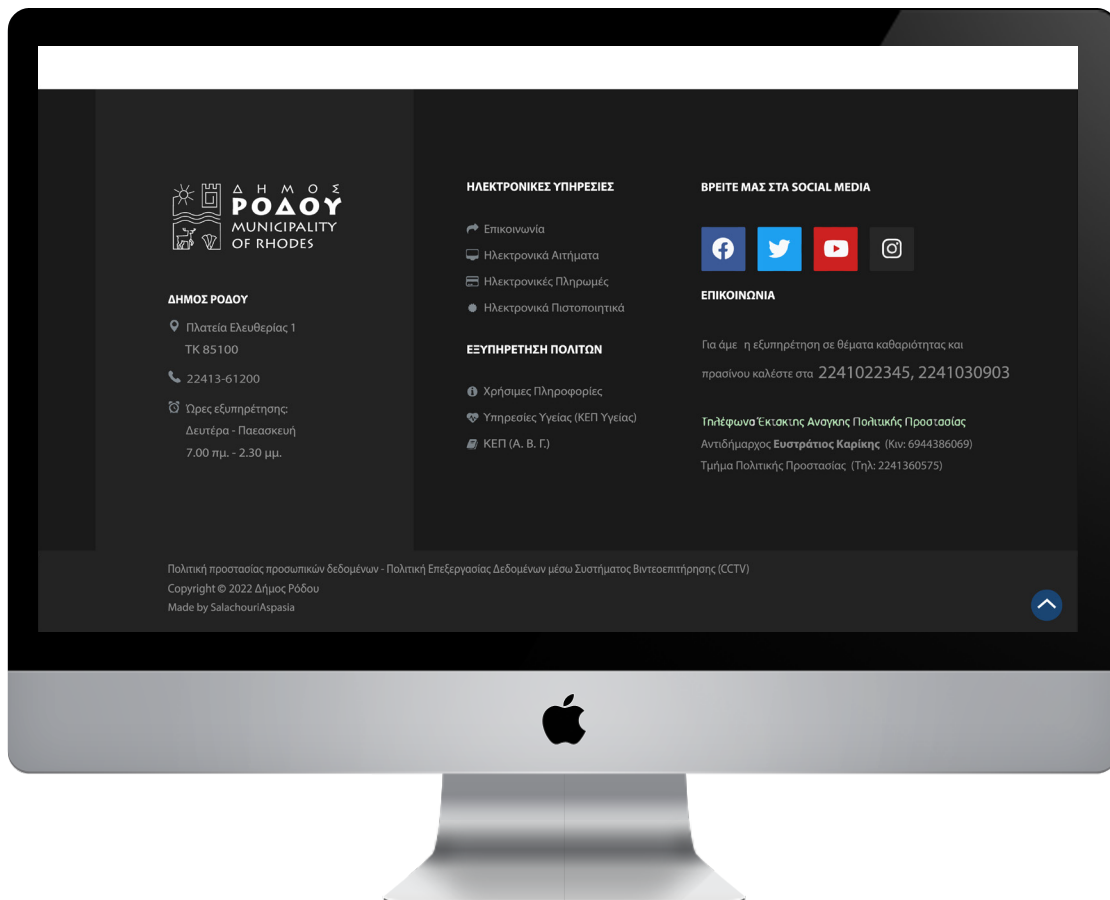 ΔΗΜΟΣ
ΡΟΔΟΥ
MUNICIPALITY
OF RHODES
ΔΗΜΟΣ ΡΟΔΟΥ
Πλατεία Ελευθερίας 1
ΤΚ 85100
22413-61200
Ώρες εξυπηρέτησης:
Δευτέρα - Παεασκευή
7.00 πμ. - 2.30 μμ.
ΗΛΕΚΤΡΟΝΙΚΕΣ ΥΠΗΡΕΣΙΕΣ
Επικοινωνία
Ηλεκτρονικά Αιτήματα
Ηλεκτρονικές Πληρωμές
Ηλεκτρονικά Πιστοποιητικά
ΕΞΥΠΗΡΕΤΗΣΗ ΠΟΛΙΤΩΝ
Χρήσιμες Πληροφορίες
Υπηρεσίες Υγείας (ΚΕΠ Υγείας)
ΚΕΠ (Α. Β. Γ.)
ΒΡΕΙΤΕ ΜΑΣ ΣΤΑ SOCIAL MEDIA
ΕΠΙΚΟΙΝΩΝΙΑ
Για άμε η εξυπηρέτηση σε θέματα καθαριότητας και
πρασίνου καλέστε στα 2241022345, 2241030903
Τηλέφωνα Έκτακτης Αναγκης Πολιτικής Προστασίας
Αντιδήμαρχος Ευστράτιος Καρίκης (Κιν: 6944386069)
Τμήμα Πολιτικής Προστασίας (Τηλ: 2241360575)
Πολιτική προστασίας προσωπικών δεδομένων - Πολιτική Επεξεργασίας Δεδομένων μέσω Συστήματος Βιντεοεπιτήρησης (CCTV)
Copyright © 2022 Δήμος Ρόδου
Made by SalachouriAspasia